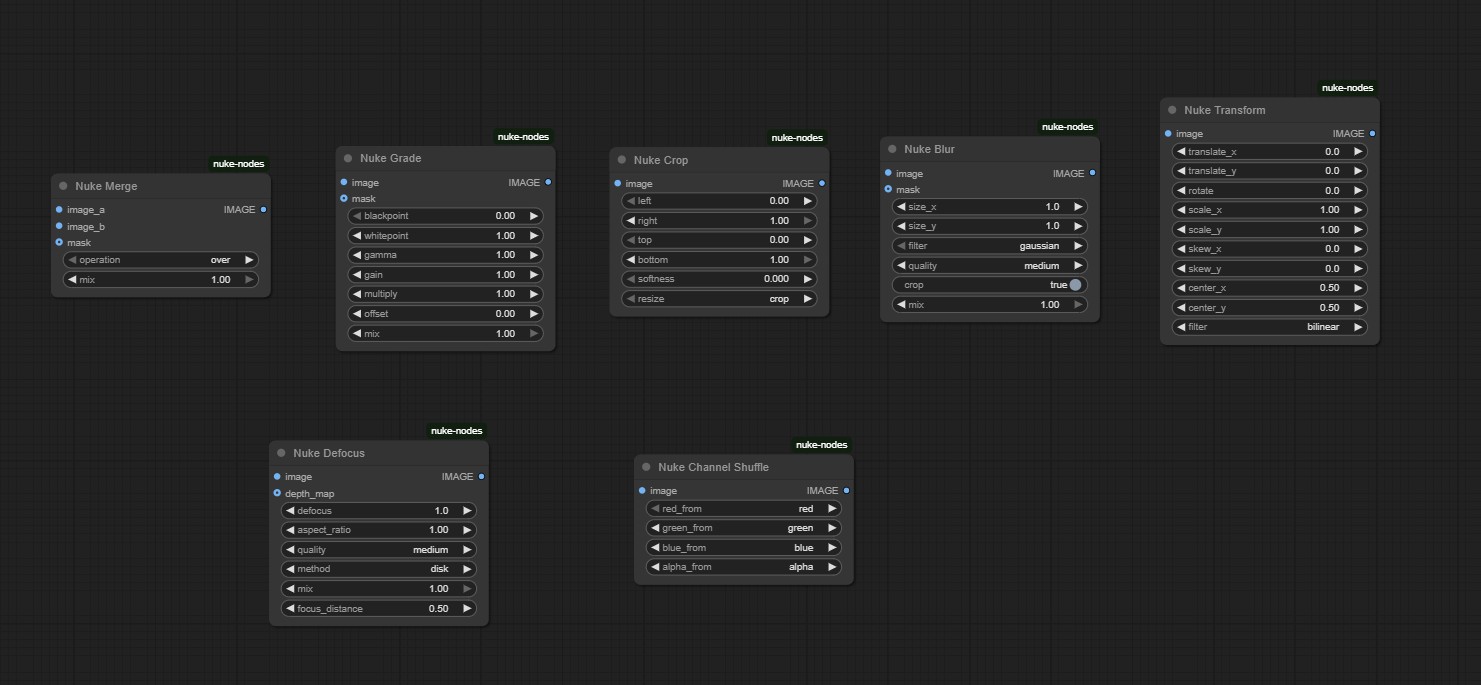 nuke-nodes
Nuke Merge
image_a IMAGE
image_b
mask
operation over
mix 1.00
nuke-nodes
Nuke Grade
image IMAGE
mask
blackpoint 0.00
whitepoint 1.00
gamma 1.00
gain 1.00
multiply 1.00
offset 0.00
mix 1.00
nuke-nodes
Nuke Crop
image IMAGE
left 0.00
right 1.00
top 0.00
bottom 1.00
softness 0.000
resize crop
nuke-nodes
Nuke Blur
image IMAGE
mask
size_x 1.0
size_y 1.0
filter gaussian
quality medium
crop true
mix 1.00
nuke-nodes
Nuke Transform
image IMAGE
translate_x 0.0
translate_y 0.0
rotate 0.0
scale_x 1.00
scale_y 1.00
skew_x 0.0
skew_y 0.0
center_x 0.50
center_y 0.50
filter bilinear
nuke-nodes
Nuke Defocus
image IMAGE
depth_map
defocus 1.0
aspect_ratio 1.00
quality medium
method disk
mix 1.00
focus_distance 0.50
nuke-nodes
Nuke Channel Shuffle
image IMAGE
red_from red
green_from green
blue_from blue
alpha_from alpha